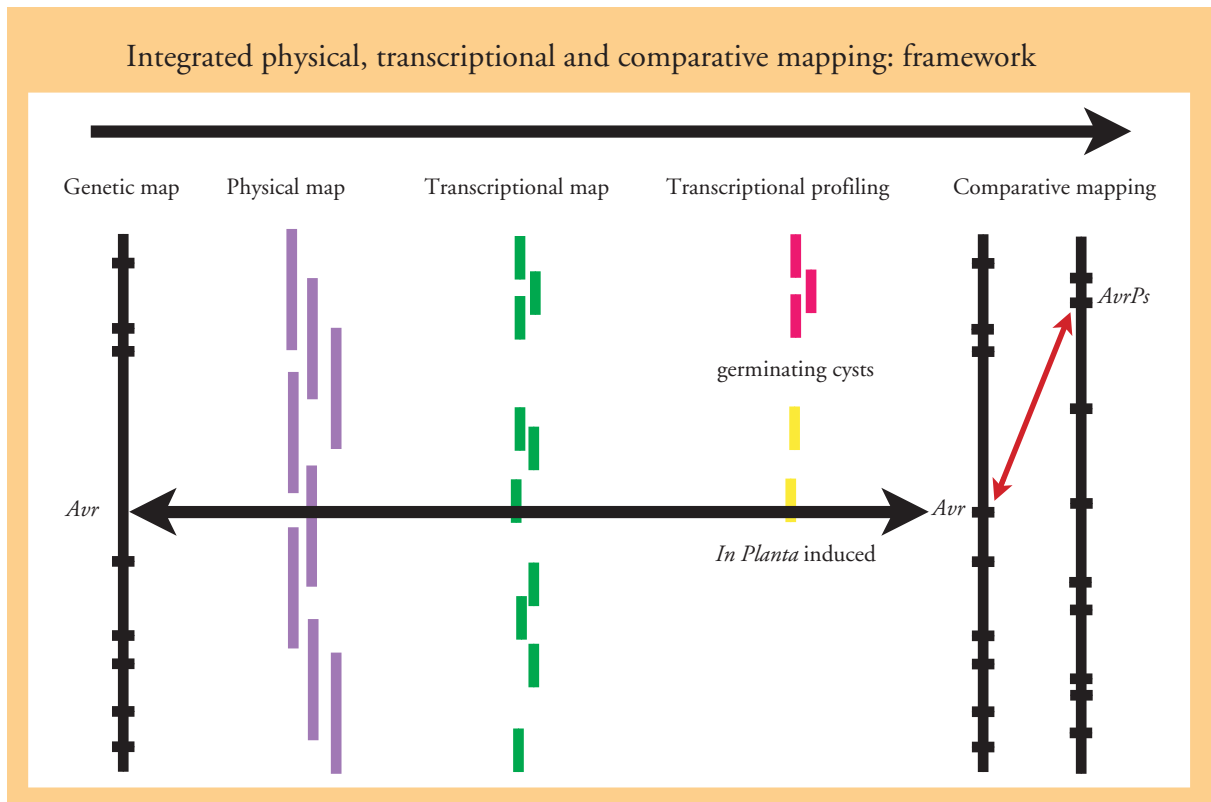 Integrated physical, transcriptional and comparative mapping: framework
Genetic map
Physical map
Transcriptional map
Transcriptional profiling
Comparative mapping
AvrPs
germinating cysts
Avr
Avr
In Planta induced